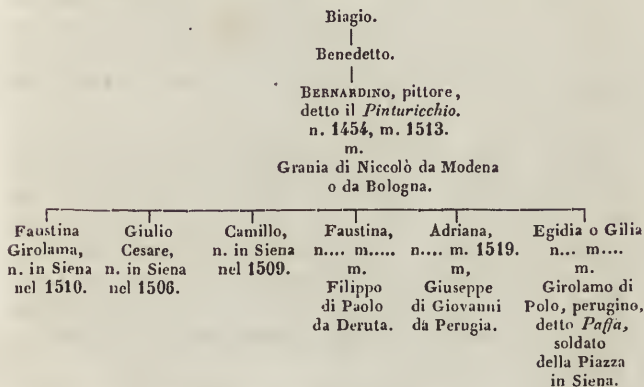 Biagio.
Benedetto.
BERNARDINO, pittore,
detto il Pinturicchio.
n. 1454, m. 1513.
m.
Grania di Niccolò da Modena
o da Bologna.
Faustina
Girolama,
n. in Siena
nel 1510.
Giulio
Cesare,
n. in Siena
nel 1506.
Camillo,
n. in Siena
nel 1509.
Faustina,
n.... m.....
m.
Filippo
di Paolo
da Deruta.
Adriana,
n.... m. 1519.
m,
Giuseppe
di Giovanni
da Perugia.
Egidia o Gilia
n... m....
m.
Girolamo di
Polo, perugino,
detto Paffa,
soldato
della Piazza
in Siena.